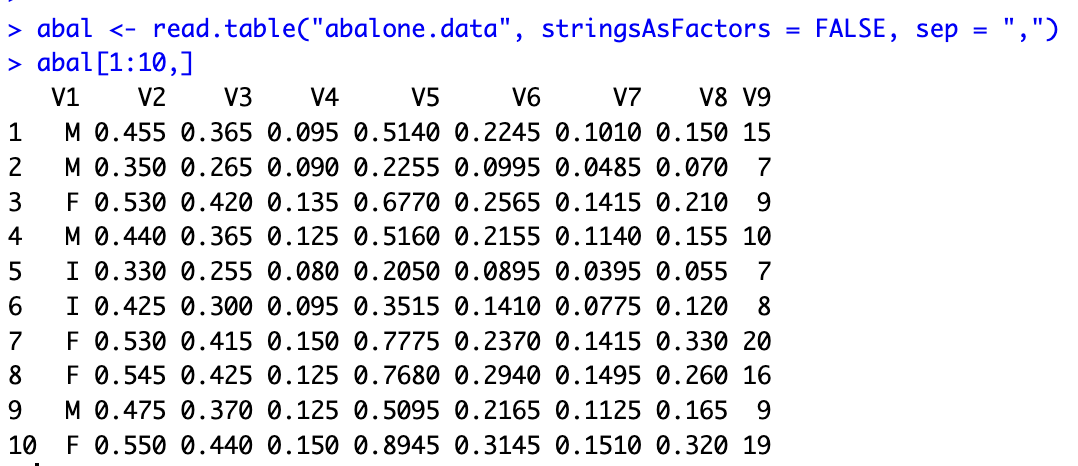 > abal <- read.table("abalone.data", stringsAsFactors = FALSE, sep = ",")
> abal[1:10,]
V1 V2 V3 V4 V5 V6 V7 V8 V9
1 M 0.455 0.365 0.095 0.5140 0.2245 0.1010 0.150 15
2 M 0.350 0.265 0.090 0.2255 0.0995 0.0485 0.070 7
3 F 0.530 0.420 0.135 0.6770 0.2565 0.1415 0.210 9
4 M 0.440 0.365 0.125 0.5160 0.2155 0.1140 0.155 10
5 I 0.330 0.255 0.080 0.2050 0.0895 0.0395 0.055 7
6 I 0.425 0.300 0.095 0.3515 0.1410 0.0775 0.120 8
7 F 0.530 0.415 0.150 0.7775 0.2370 0.1415 0.330 20
8 F 0.545 0.425 0.125 0.7680 0.2940 0.1495 0.260 16
9 M 0.475 0.370 0.125 0.5095 0.2165 0.1125 0.165 9
10 F 0.550 0.440 0.150 0.8945 0.3145 0.1510 0.320 19